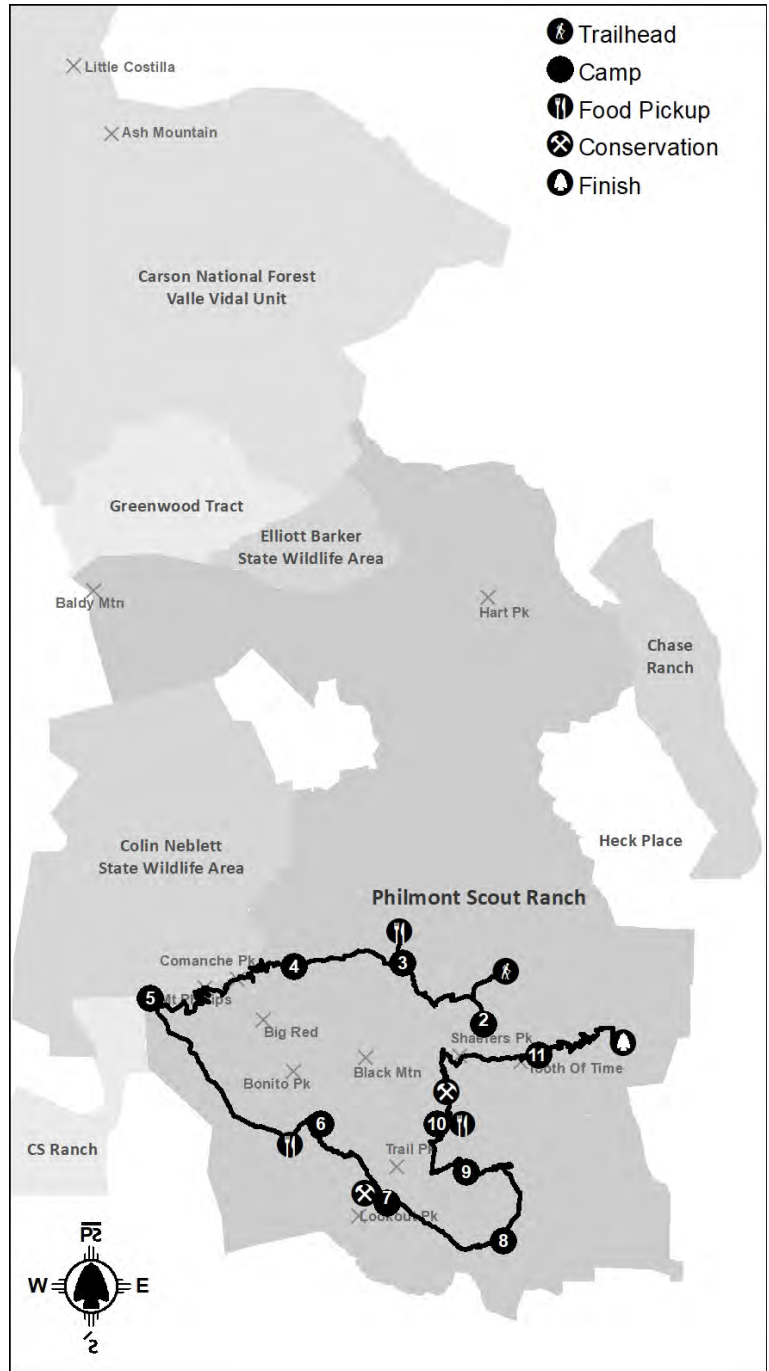 Trailhead
Camp
Food Pickup
Conservation
Finish
Little Costilla
Ash Mountain
Carson National Forest
Valle Vidal Unit
Greenwood Tract
Elliott Barker
State Wildlife Area
Baldy Mtn
Hart Pk
Chase
Ranch
Colin Neblett
State Wildlife Area
Heck Place
Philmont Scout Ranch
Comanche Pk
4
3
5
Mt Phillips
2
Big Red
Shaefers Pk
11
Tooth Of Time
Black Mtn
Bonito Pk
6
10
CS Ranch
Trail Pk
9
7
Lookout Pk
8
W
E